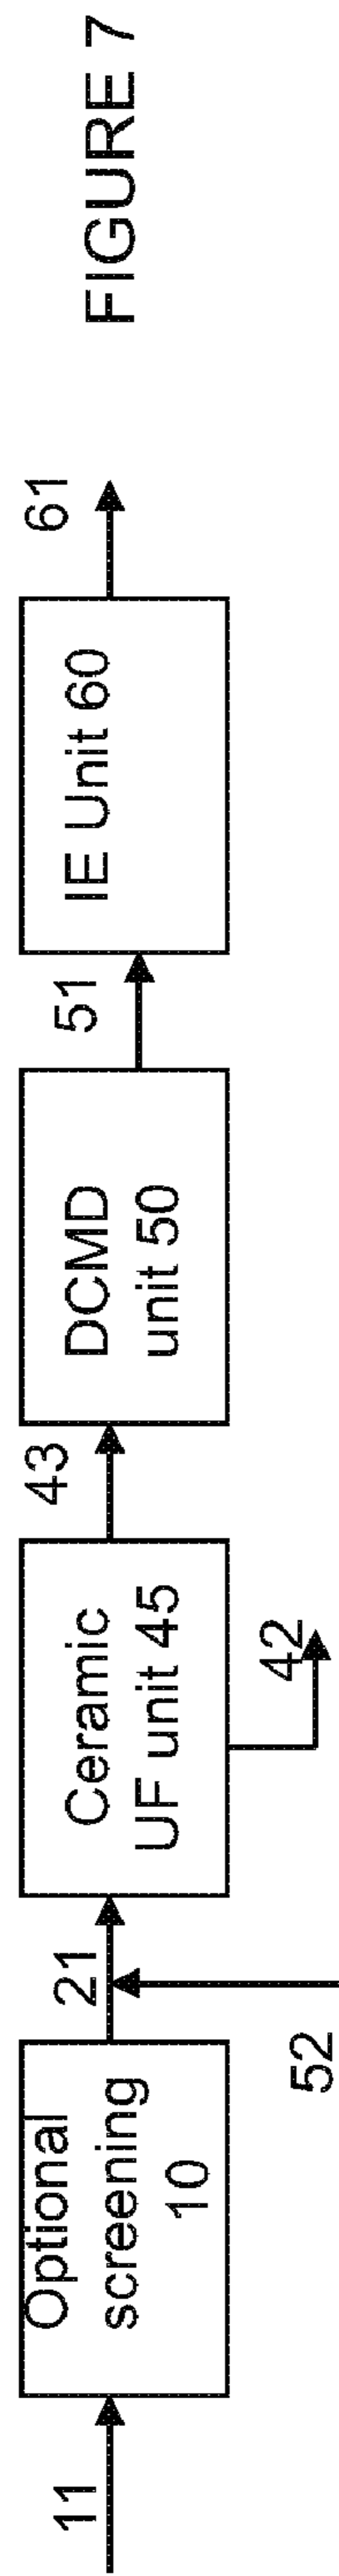 11
Optional
screening
10
21
52
Ceramic
UF unit 45
42
43
DCMD
unit 50
51
IE Unit 60
61
FIGURE 7